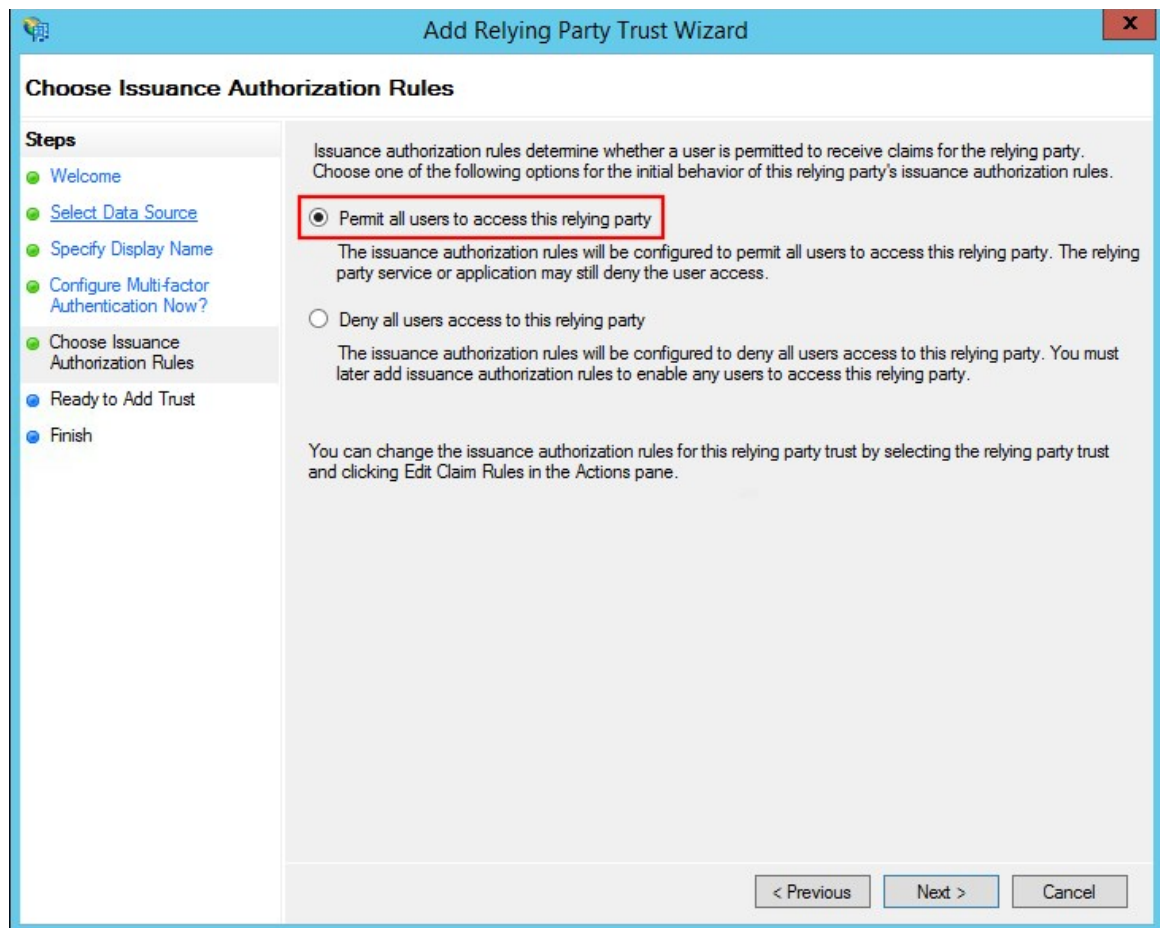 Add Relying Party Trust Wizard
X
Choose Issuance Authorization Rules
Steps
Welcome
Select Data Source
Specify Display Name
Configure Multi-factor
Authentication Now?
Choose Issuance
Authorization Rules
Ready to Add Trust
Finish
Issuance authorization rules determine whether a user is permitted to receive claims for the relying party.
Choose one of the following options for the initial behavior of this relying party's issuance authorization rules.
Permit all users to access this relying party
The issuance authorization rules will be configured to permit all users to access this relying party. The relying
party service or application may still deny the user access.
Deny all users access to this relying party
The issuance authorization rules will be configured to deny all users access to this relying party. You must
later add issuance authorization rules to enable any users to access this relying party.
You can change the issuance authorization rules for this relying party trust by selecting the relying party trust
and clicking Edit Claim Rules in the Actions pane.
< Previous
Next >
Cancel